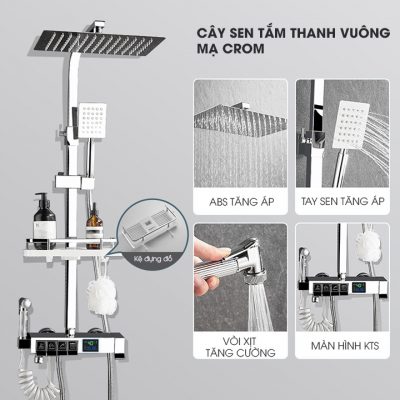 CÂY SEN TẮM THANH VUÔNG
MẠ CROM
ABS TĂNG ÁP
TAY SEN TĂNG ÁP
Kệ đựng đồ
VÒI XỊT
TĂNG CƯỜNG
MÀN HÌNH KTS